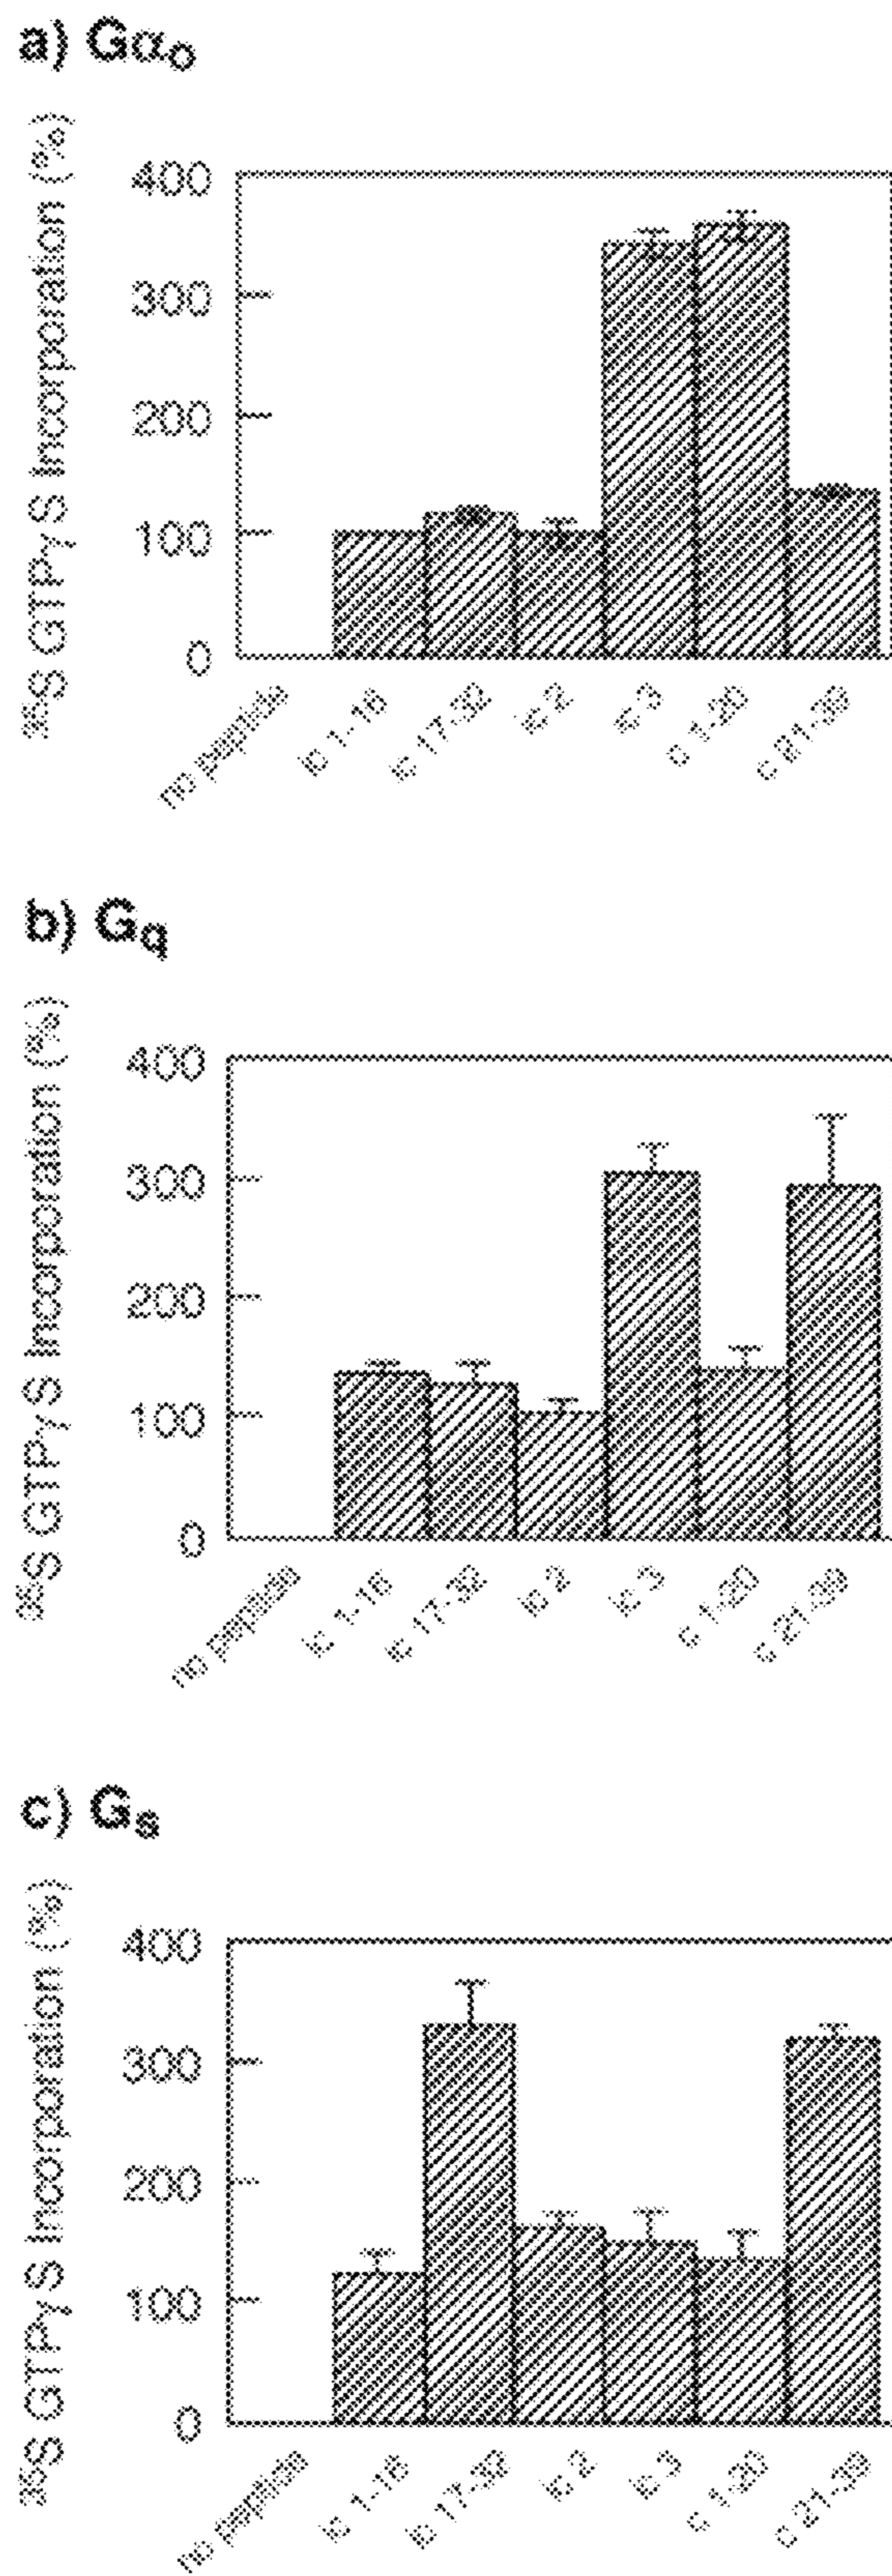 a) Gαo
³⁵S GTPγS Incorporation (%)
400
300
200
100
0
no peptide
ic 1-16
ic 17-32
ic 2
ic 3
c 1-20
c 21-39
b) Gq
³⁵S GTPγS Incorporation (%)
400
300
200
100
0
no peptide
ic 1-16
ic 17-32
ic 2
ic 3
c 1-20
c 21-39
c) Gs
³⁵S GTPγS Incorporation (%)
400
300
200
100
0
no peptide
ic 1-16
ic 17-32
ic 2
ic 3
c 1-20
c 21-39